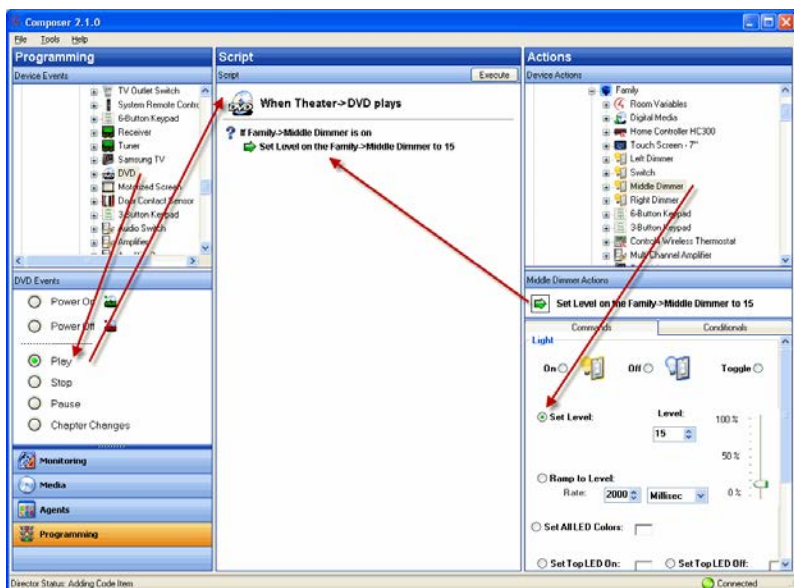 Composer 2.1.0
File Tools Help
Programming
Device Events
TV Outlet Switch
System Remote Contro
6-Button Keypad
Receiver
Tuner
Samsung TV
DVD
Motorized Screen
Door Contact Sensor
3-Button Keypad
Audio Switch
Amplifier
DVD Events
Power On
Power Off
Play
Stop
Pause
Chapter Changes
Monitoring
Media
Agents
Programming
Script
Script
Execute
When Theater->DVD plays
If Family->Middle Dimmer is on
Set Level on the Family->Middle Dimmer to 15
Actions
Device Actions
Family
Room Variables
Digital Media
Home Controller HC300
Touch Screen - 7"
Left Dimmer
Switch
Middle Dimmer
Right Dimmer
6-Button Keypad
3-Button Keypad
Control4 Wireless Thermostat
Multi Channel Amplifier
Middle Dimmer Actions
Set Level on the Family->Middle Dimmer to 15
Commands Conditionals
Light
On Off Toggle
Set Level: Level: 100 %
15
50 %
Ramp to Level:
Rate: 2000 Millisec 0 %
Set All LED Colors:
Set Top LED On: Set Top LED Off:
Director Status: Adding Code Item Connected